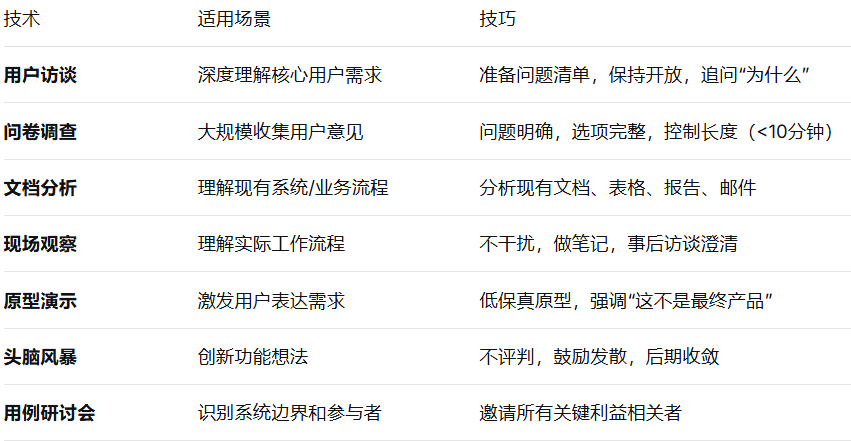 技术 适用场景 技巧
用户访谈 深度理解核心用户需求 准备问题清单，保持开放，追问“为什么”
问卷调查 大规模收集用户意见 问题明确，选项完整，控制长度（<10分钟）
文档分析 理解现有系统/业务流程 分析现有文档、表格、报告、邮件
现场观察 理解实际工作流程 不干扰，做笔记，事后访谈澄清
原型演示 激发用户表达需求 低保真原型，强调“这不是最终产品”
头脑风暴 创新功能想法 不评判，鼓励发散，后期收敛
用例研讨会 识别系统边界和参与者 邀请所有关键利益相关者